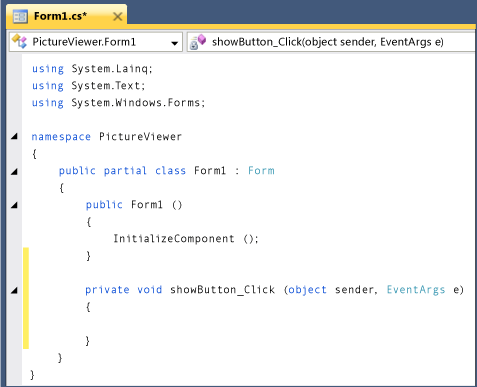 Form1.cs*
PictureViewer.Form1
showButton_Click(object sender, EventArgs e)
using System.Lainq;
using System.Text;
using System.Windows.Forms;
namespace PictureViewer
{
public partial class Form1 : Form
{
public Form1 ()
{
InitializeComponent ();
}
private void showButton_Click (object sender, EventArgs e)
{
}
}
}